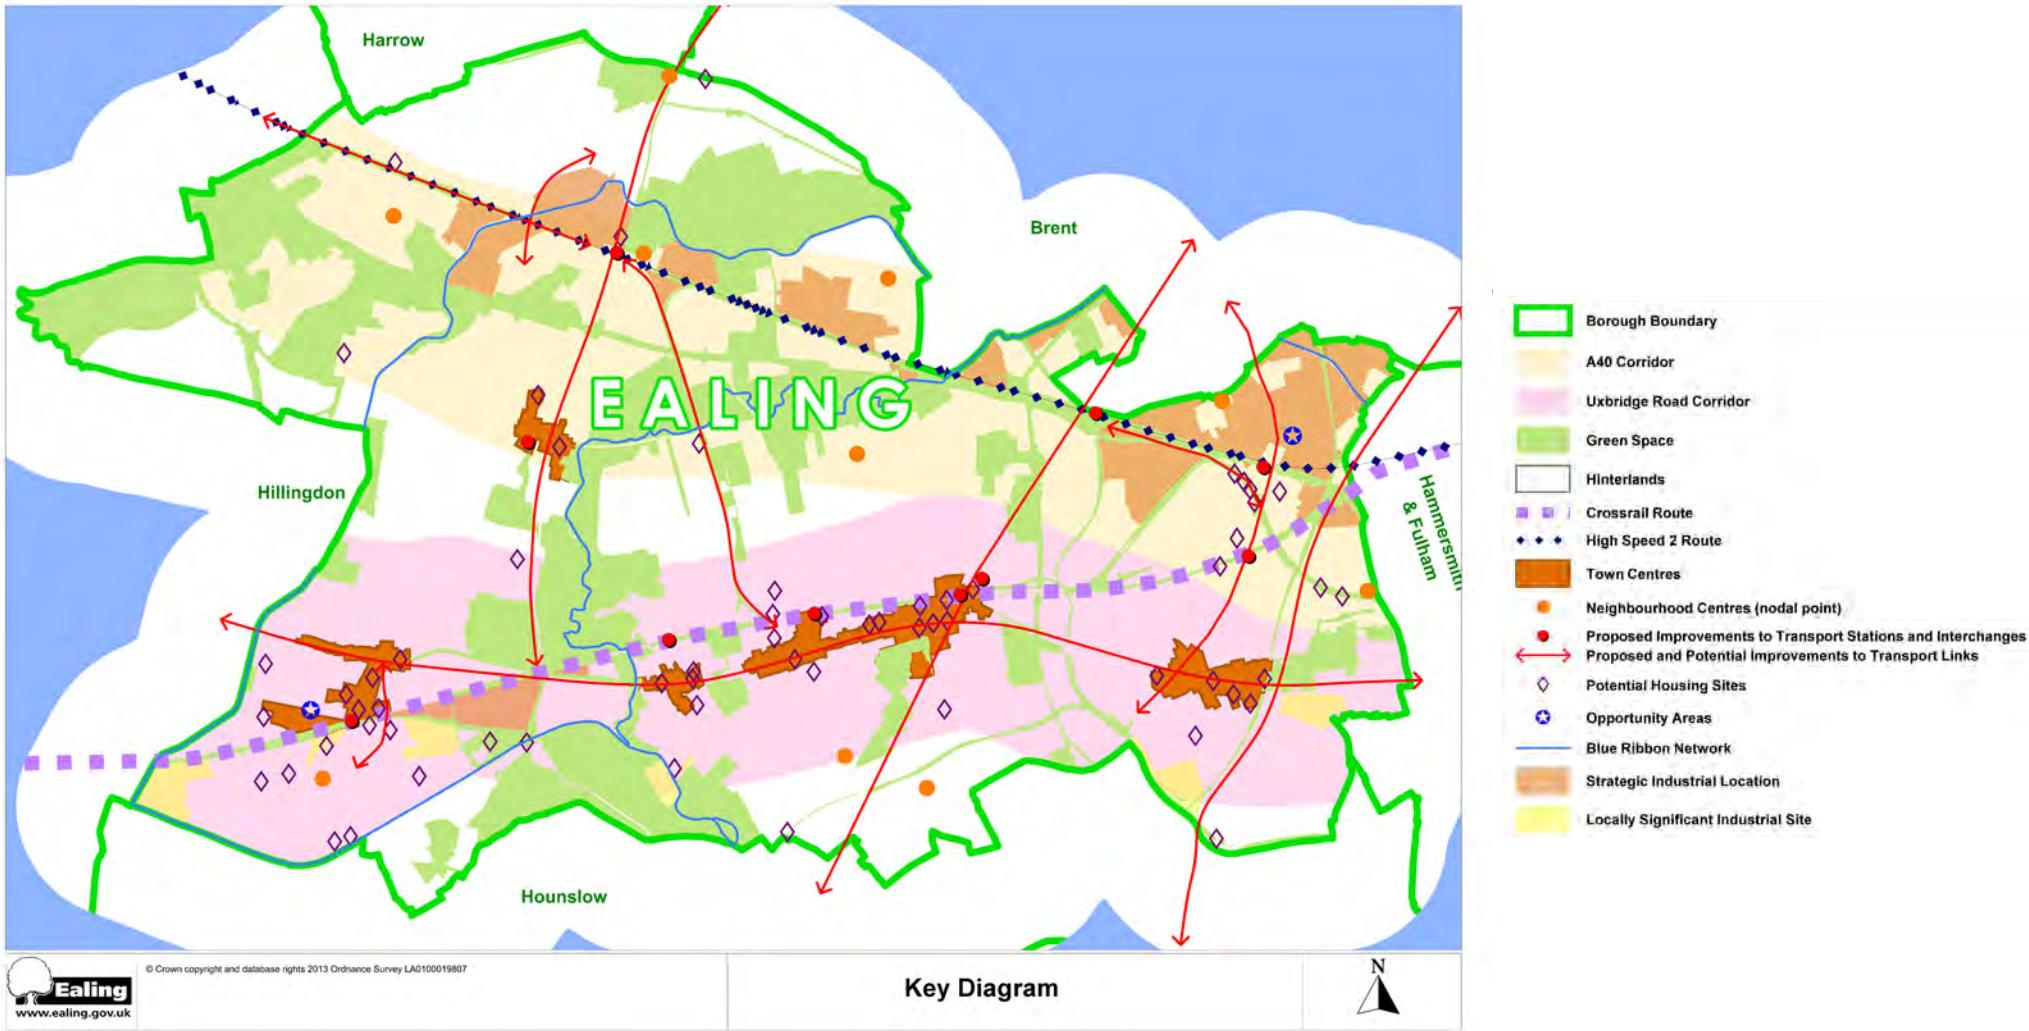 Harrow
Brent
EALING
Hillingdon
Hammersmith
& Fulham
Hounslow
Borough Boundary
A40 Corridor
Uxbridge Road Corridor
Green Space
Hinterlands
Crossrail Route
High Speed 2 Route
Town Centres
Neighbourhood Centres (nodal point)
Proposed Improvements to Transport Stations and Interchanges
Proposed and Potential Improvements to Transport Links
Potential Housing Sites
Opportunity Areas
Blue Ribbon Network
Strategic Industrial Location
Locally Significant Industrial Site
Ealing
www.ealing.gov.uk
© Crown copyright and database rights 2013 Ordnance Survey LA0100019807
Key Diagram
N